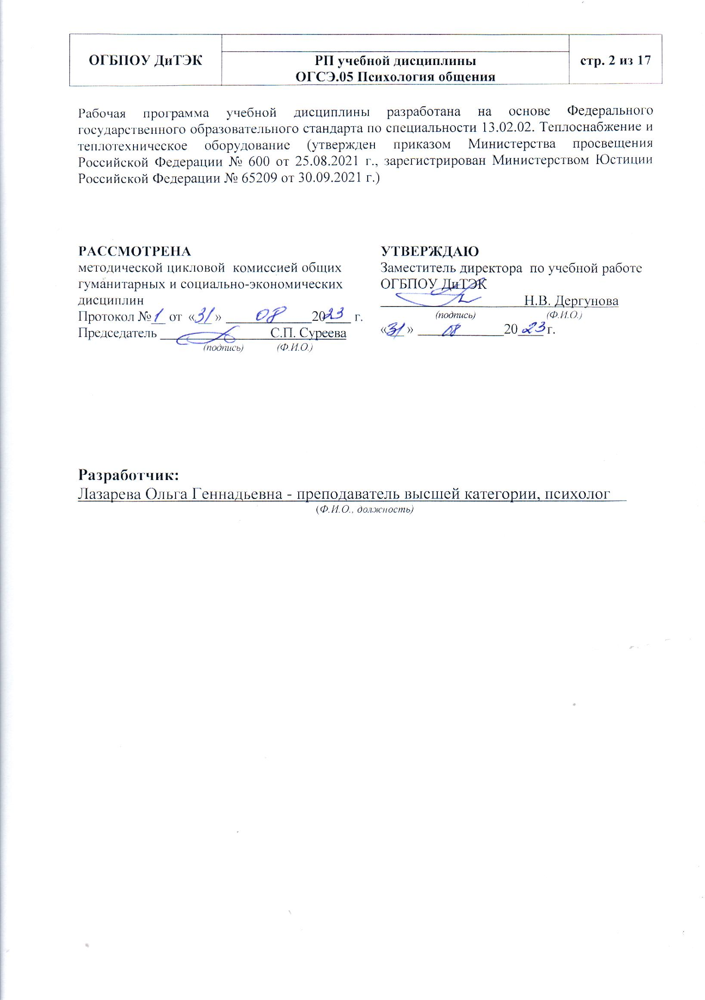 ОГБПОУ ДиТЭК
РП учебной дисциплины
ОГСЭ.05 Психология общения
стр. 2 из 17
Рабочая программа учебной дисциплины разработана на основе Федерального
государственного образовательного стандарта по специальности 13.02.02. Теплоснабжение и
теплотехническое оборудование (утвержден приказом Министерства просвещения
Российской Федерации № 600 от 25.08.2021 г., зарегистрирован Министерством Юстиции
Российской Федерации № 65209 от 30.09.2021 г.)
РАССМОТРЕНА
методической цикловой комиссией общих
гуманитарных и социально-экономических
дисциплин
Протокол № 1 от «31» 08 2023 г.
Председатель С.П. Суреева
(подпись) (Ф.И.О.)
УТВЕРЖДАЮ
Заместитель директора по учебной работе
ОГБПОУ ДиТЭК
Н.В. Дергунова
(подпись) (Ф.И.О.)
«31» 08 2023 г.
Разработчик:
Лазарева Ольга Геннадьевна - преподаватель высшей категории, психолог
(Ф.И.О., должность)